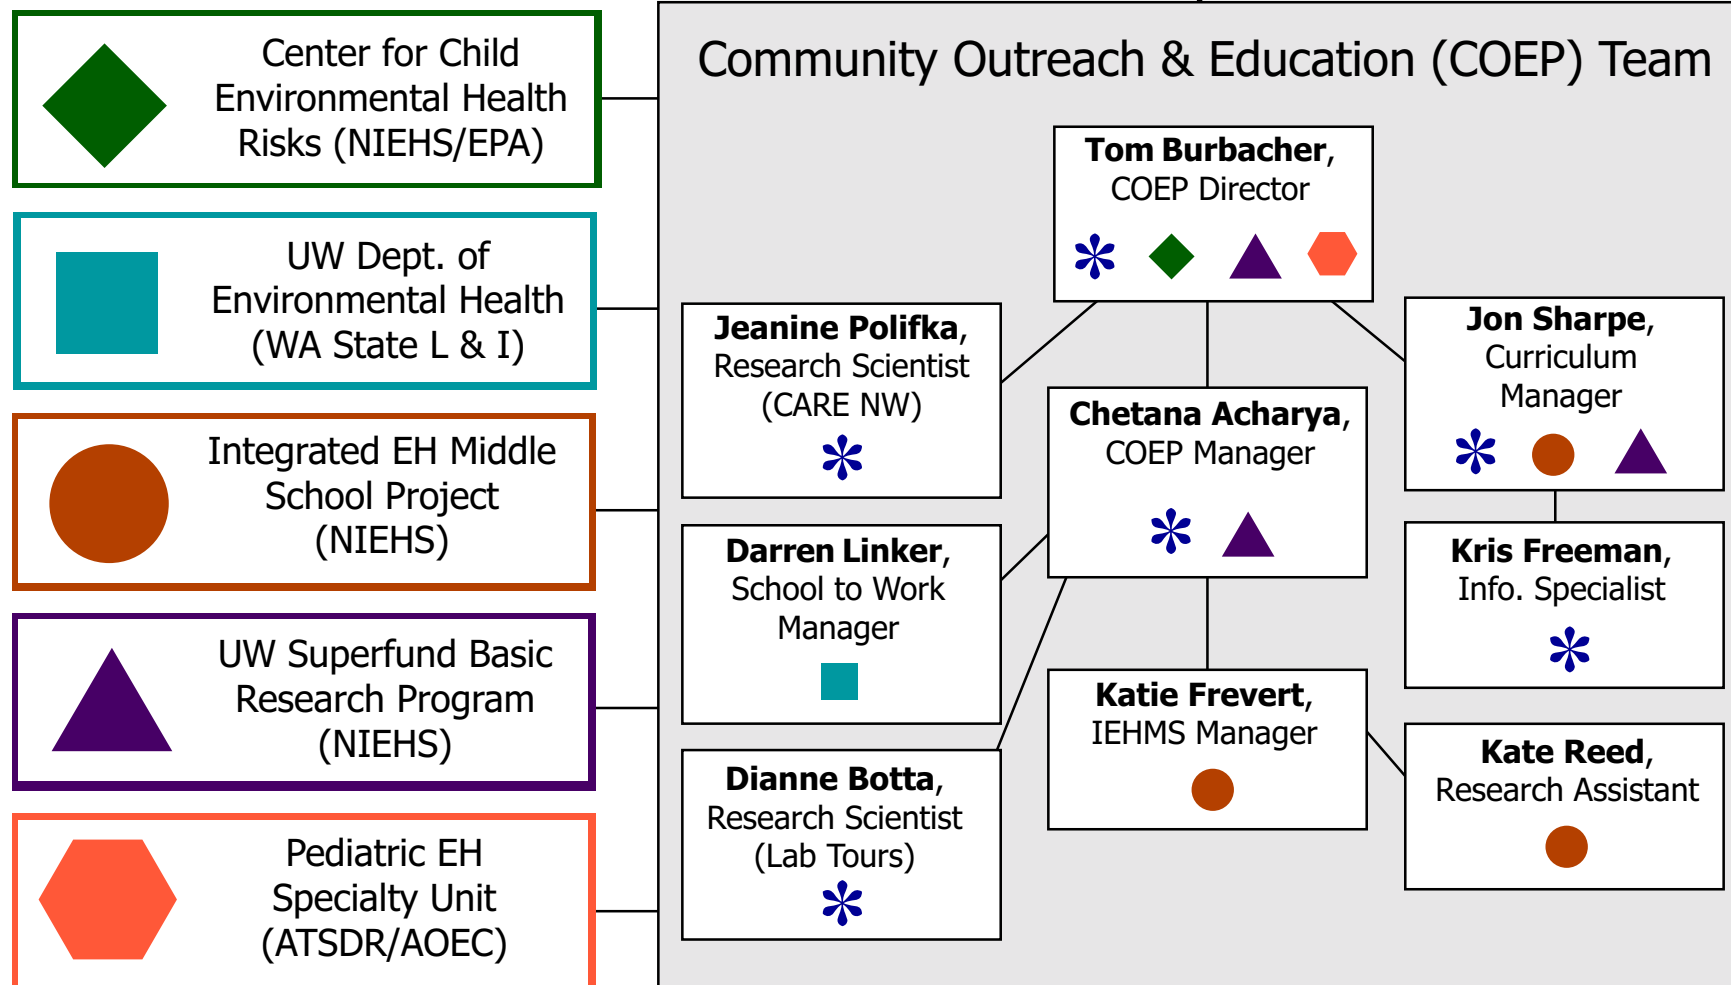 Center for Child
Environmental Health
Risks (NIEHS/EPA)
UW Dept. of
Environmental Health
(WA State L & I)
Integrated EH Middle
School Project
(NIEHS)
UW Superfund Basic
Research Program
(NIEHS)
Pediatric EH
Specialty Unit
(ATSDR/AOEC)
Community Outreach & Education (COEP) Team
Tom Burbacher,
COEP Director
Jeanine Polifka,
Research Scientist
(CARE NW)
Chetana Acharya,
COEP Manager
Jon Sharpe,
Curriculum
Manager
Darren Linker,
School to Work
Manager
Kris Freeman,
Info. Specialist
Katie Frevert,
IEHMS Manager
Dianne Botta,
Research Scientist
(Lab Tours)
Kate Reed,
Research Assistant